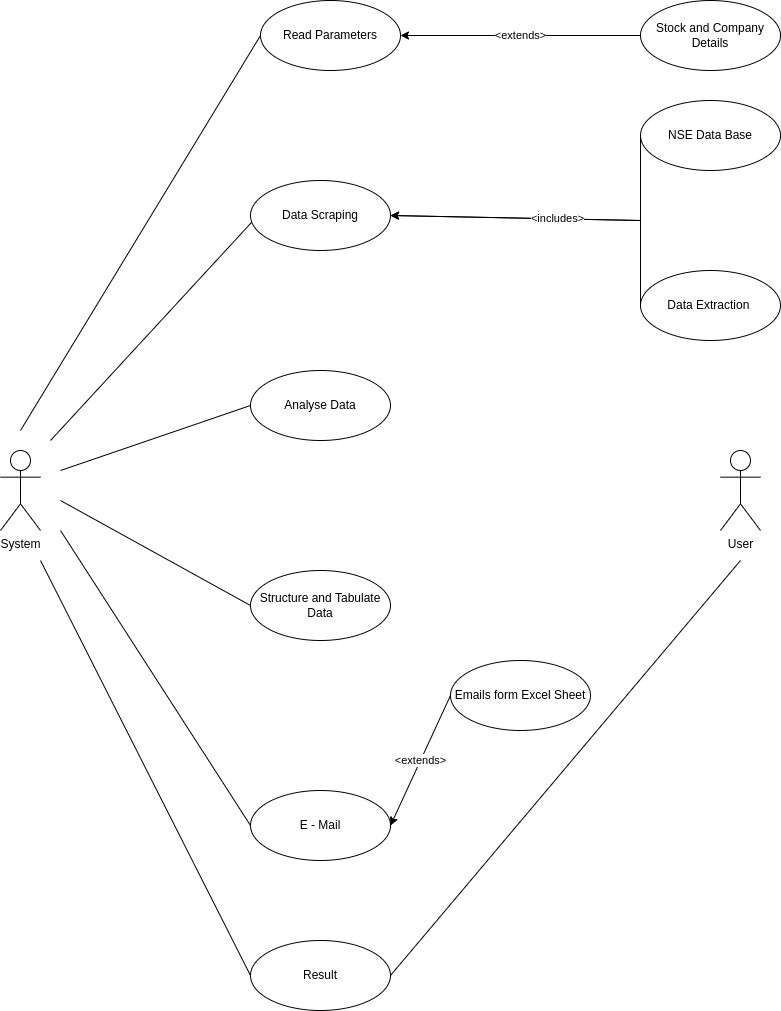 Read Parameters
<extends>
Stock and Company
Details
NSE Data Base
Data Scraping
<includes>
Data Extraction
Analyse Data
System
User
Structure and Tabulate
Data
Emails form Excel Sheet
<extends>
E - Mail
Result